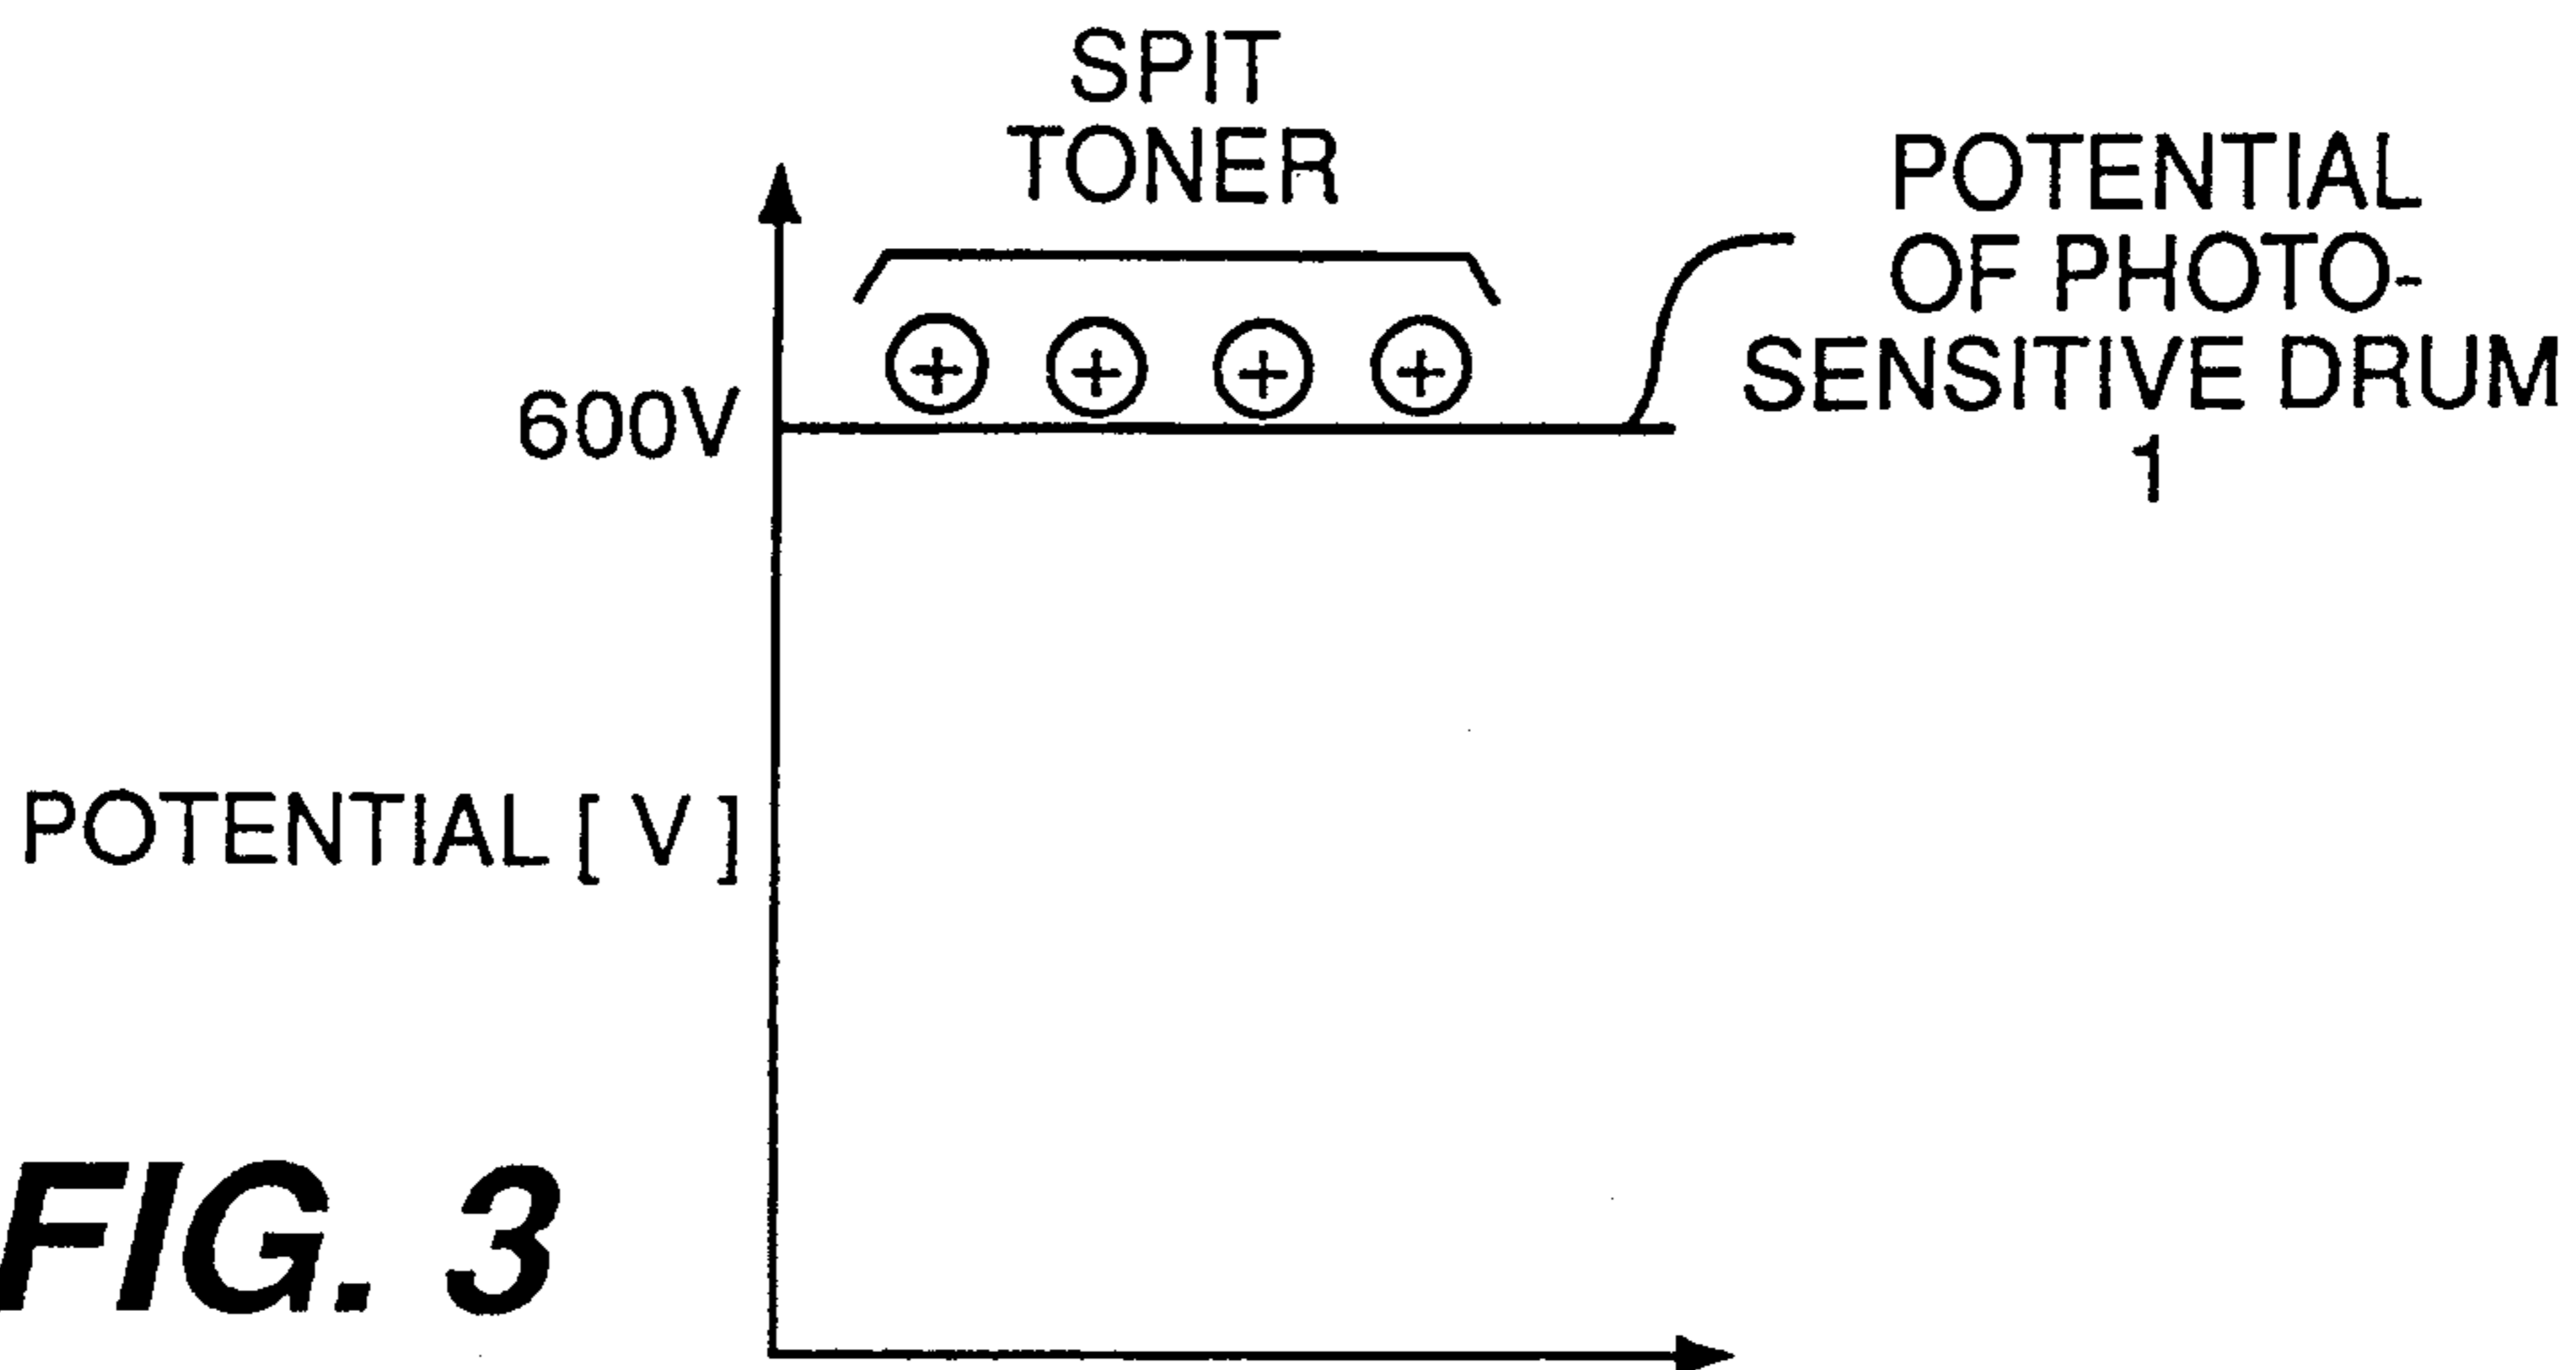 SPIT
TONER
POTENTIAL
OF PHOTO-
SENSITIVE DRUM
1
+ + + +
600V
POTENTIAL [ V ]
FIG. 3